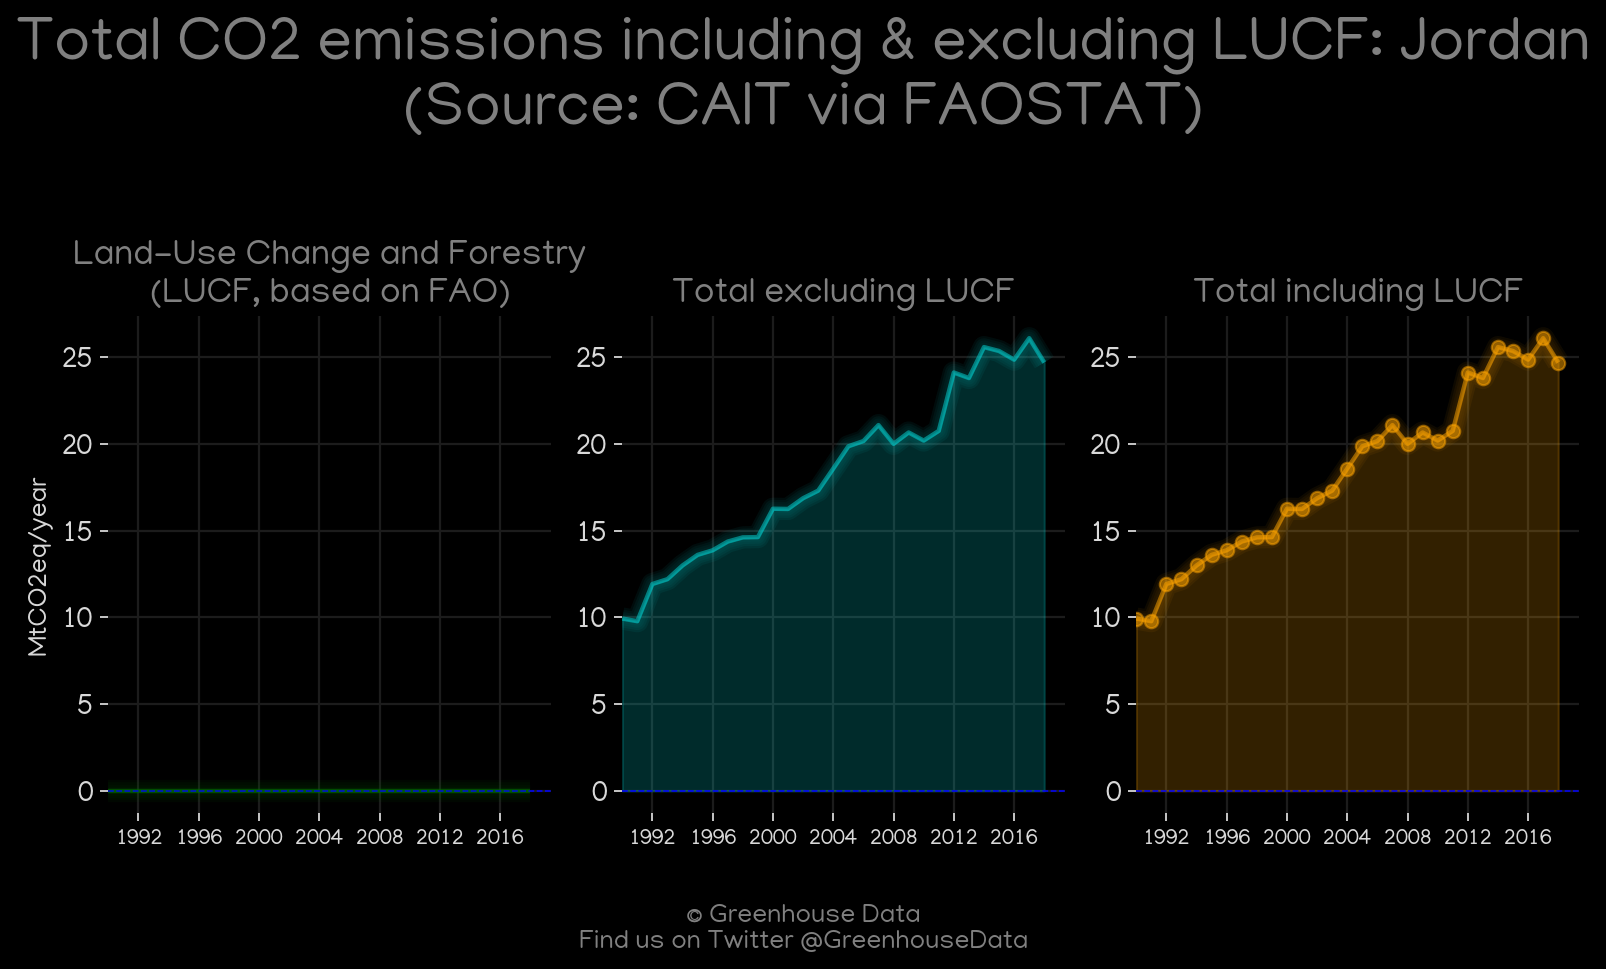 Total CO2 emissions including & excluding LUCF: Jordan
(Source: CAIT via FAOSTAT)
Land-Use Change and Forestry
(LUCF, based on FAO)
Total excluding LUCF
Total including LUCF
MtCO2eq/year
25
20
15
10
5
0
1992 1996 2000 2004 2008 2012 2016
25
20
15
10
5
0
1992 1996 2000 2004 2008 2012 2016
25
20
15
10
5
0
1992 1996 2000 2004 2008 2012 2016
© Greenhouse Data
Find us on Twitter @GreenhouseData